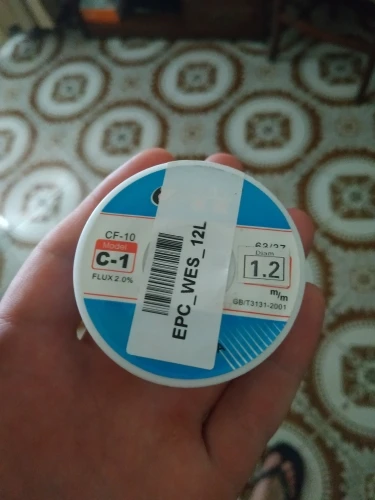 CF-10
Model
C-1
FLUX 2.0%
EPC_WES_12L
63/37
Diam.
1.2
m/m
GB/T3131-2001